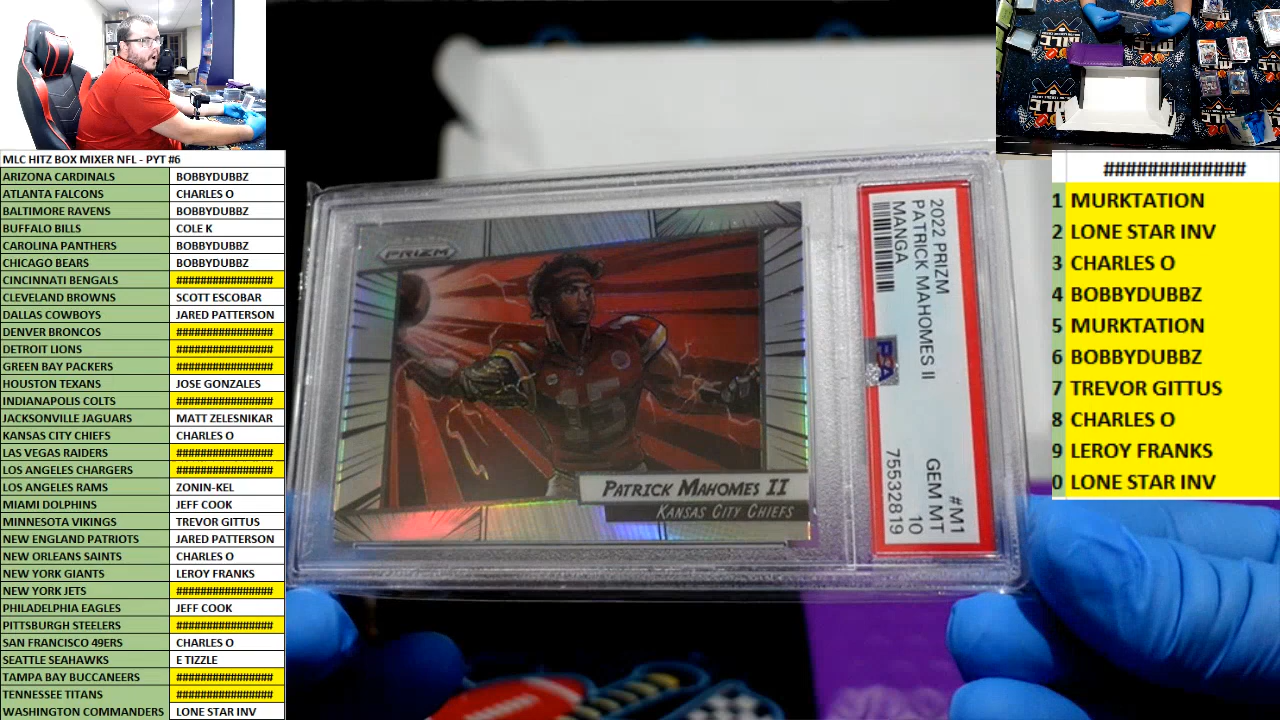 MLC HITZ BOX MIXER NFL - PYT #6
ARIZONA CARDINALS BOBBYDUBBZ
ATLANTA FALCONS CHARLES O
BALTIMORE RAVENS BOBBYDUBBZ
BUFFALO BILLS COLE K
CAROLINA PANTHERS BOBBYDUBBZ
CHICAGO BEARS BOBBYDUBBZ
CINCINNATI BENGALS ################
CLEVELAND BROWNS SCOTT ESCOBAR
DALLAS COWBOYS JARED PATTERSON
DENVER BRONCOS ################
DETROIT LIONS ################
GREEN BAY PACKERS ################
HOUSTON TEXANS JOSE GONZALES
INDIANAPOLIS COLTS ################
JACKSONVILLE JAGUARS MATT ZELESNIKAR
KANSAS CITY CHIEFS CHARLES O
LAS VEGAS RAIDERS ################
LOS ANGELES CHARGERS ################
LOS ANGELES RAMS ZONIN-KEL
MIAMI DOLPHINS JEFF COOK
MINNESOTA VIKINGS TREVOR GITTUS
NEW ENGLAND PATRIOTS JARED PATTERSON
NEW ORLEANS SAINTS CHARLES O
NEW YORK GIANTS LEROY FRANKS
NEW YORK JETS ################
PHILADELPHIA EAGLES JEFF COOK
PITTSBURGH STEELERS ################
SAN FRANCISCO 49ERS CHARLES O
SEATTLE SEAHAWKS E TIZZLE
TAMPA BAY BUCCANEERS ################
TENNESSEE TITANS ################
WASHINGTON COMMANDERS LONE STAR INV
PRIZM
15
PATRICK MAHOMES II
KANSAS CITY CHIEFS
2022 PRIZM #M1
PATRICK MAHOMES II GEM MT
MANGA 10
PSA 75532819
MLC
#############
1 MURKTATION
2 LONE STAR INV
3 CHARLES O
4 BOBBYDUBBZ
5 MURKTATION
6 BOBBYDUBBZ
7 TREVOR GITTUS
8 CHARLES O
9 LEROY FRANKS
0 LONE STAR INV